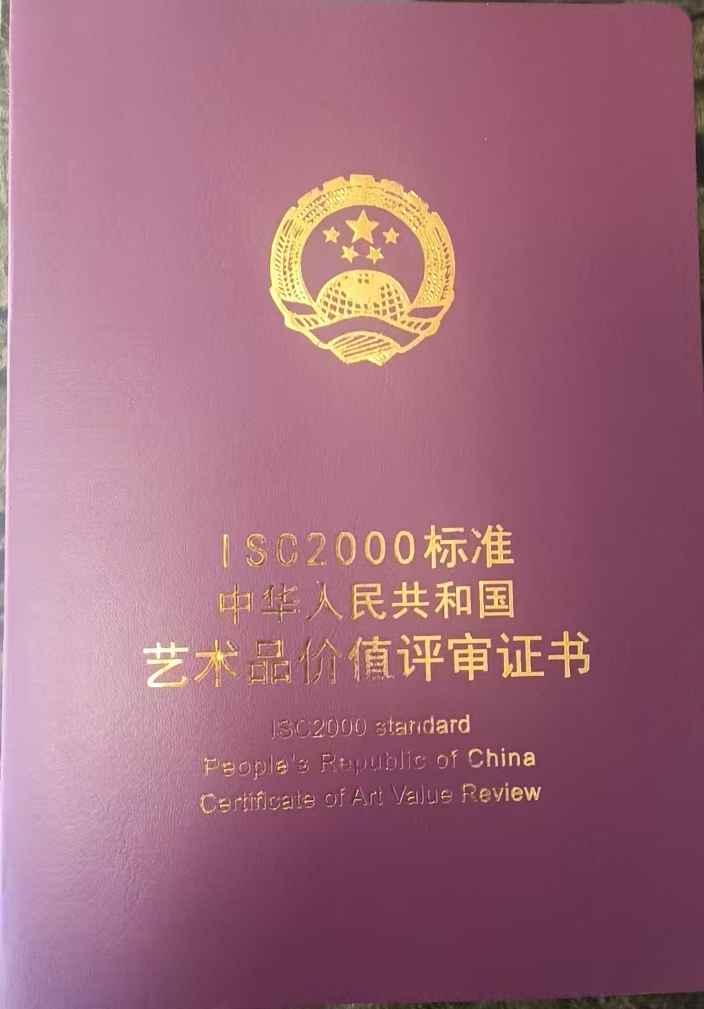 ISC2000标准
中华人民共和国
艺术品价值评审证书
ISC2000 standard
People's Republic of China
Certificate of Art Value Review